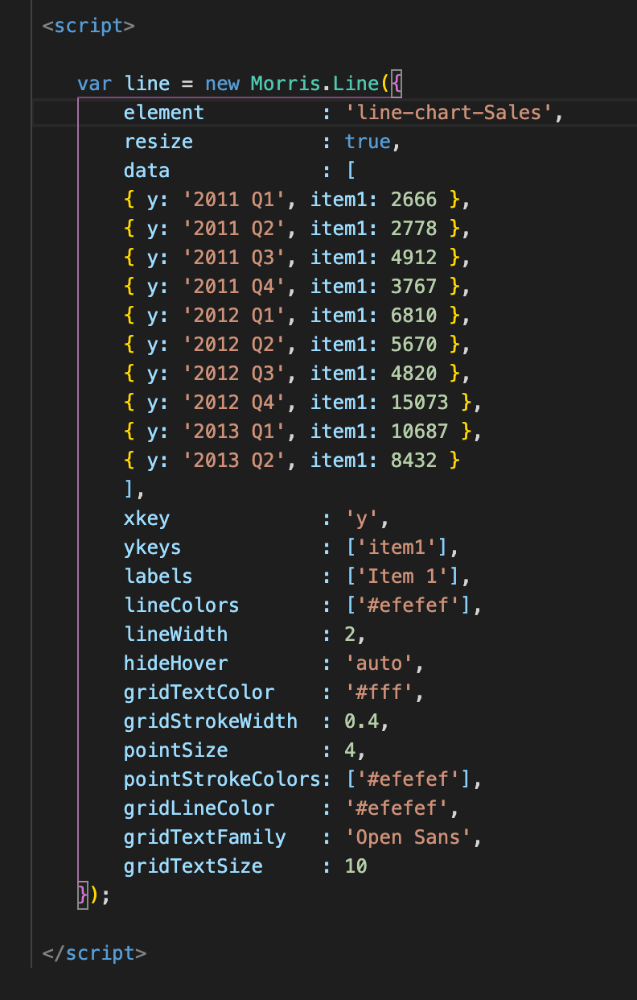 <script>
var line = new Morris.Line({
element : 'line-chart-Sales',
resize : true,
data : [
{ y: '2011 Q1', item1: 2666 },
{ y: '2011 Q2', item1: 2778 },
{ y: '2011 Q3', item1: 4912 },
{ y: '2011 Q4', item1: 3767 },
{ y: '2012 Q1', item1: 6810 },
{ y: '2012 Q2', item1: 5670 },
{ y: '2012 Q3', item1: 4820 },
{ y: '2012 Q4', item1: 15073 },
{ y: '2013 Q1', item1: 10687 },
{ y: '2013 Q2', item1: 8432 }
],
xkey : 'y',
ykeys : ['item1'],
labels : ['Item 1'],
lineColors : ['#efefef'],
lineWidth : 2,
hideHover : 'auto',
gridTextColor : '#fff',
gridStrokeWidth : 0.4,
pointSize : 4,
pointStrokeColors: ['#efefef'],
gridLineColor : '#efefef',
gridTextFamily : 'Open Sans',
gridTextSize : 10
});
</script>